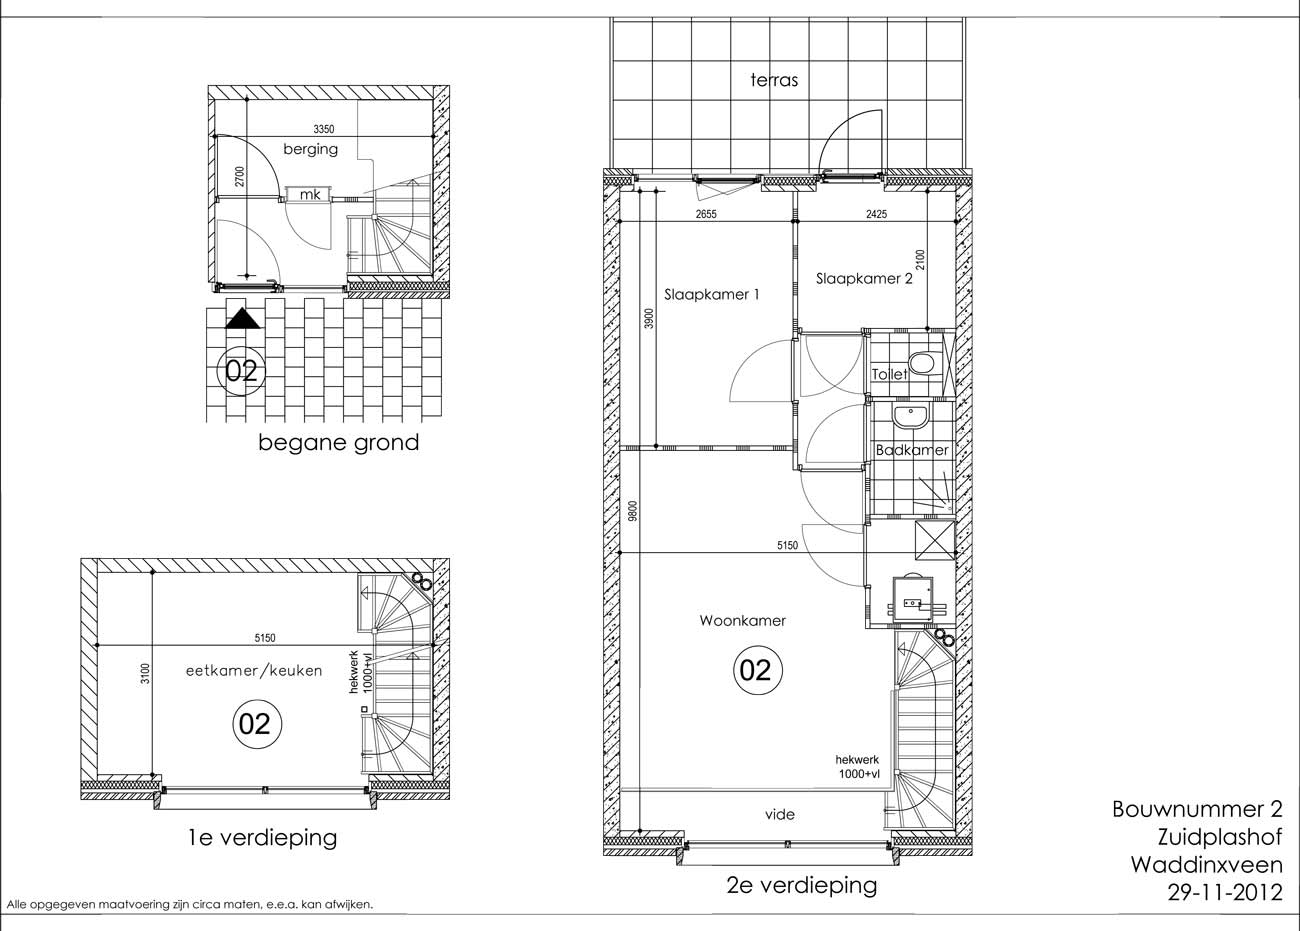 terras
3350
berging
2700
mk
02
begane grond
2655
2425
2100
Slaapkamer 2
Slaapkamer 1
3900
Toilet
Badkamer
9800
5150
Woonkamer
02
hekwerk
1000+vl
vide
2e verdieping
5150
3100
eetkamer/keuken
hekwerk
1000+vl
02
1e verdieping
Bouwnummer 2
Zuidplashof
Waddinxveen
29-11-2012
Alle opgegeven maatvoering zijn circa maten, e.e.a. kan afwijken.